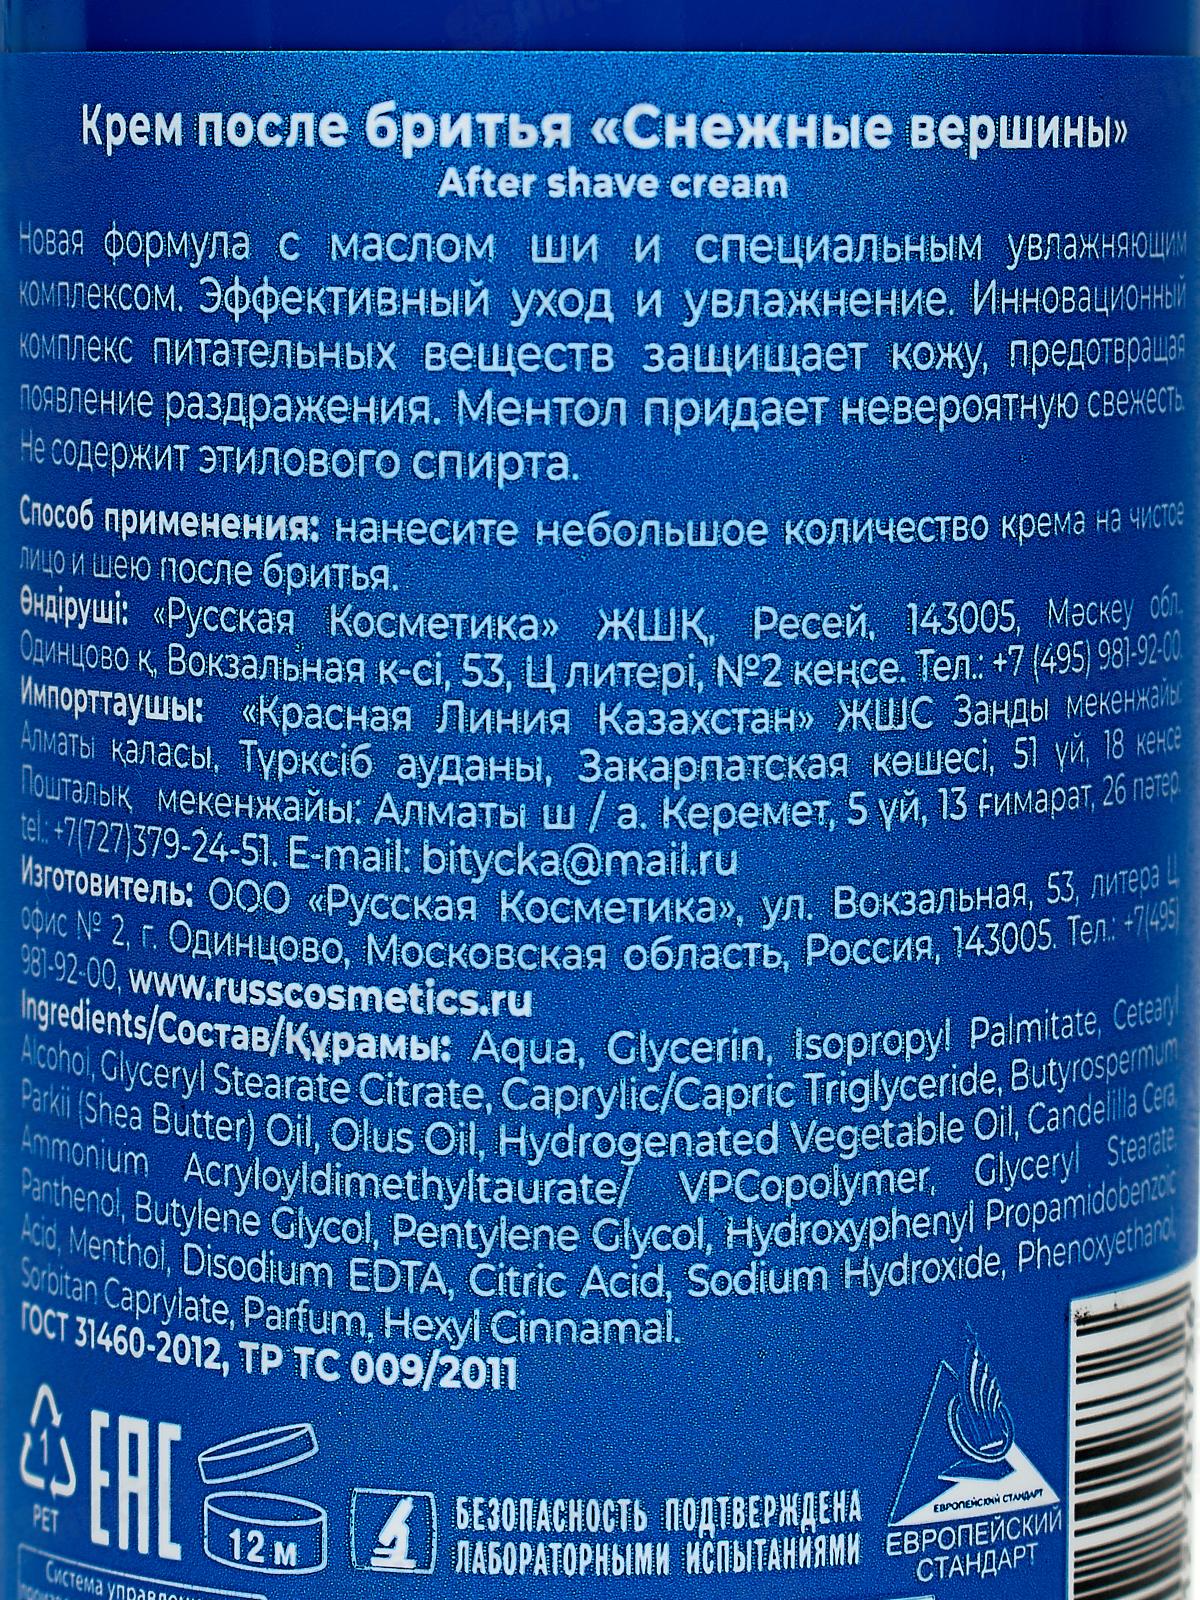 Крем после бритья «Снежные вершины»
After shave cream
Новая формула с маслом ши и специальным увлажняющим
комплексом. Эффективный уход и увлажнение. Инновационный
комплекс питательных веществ защищает кожу, предотвращая
появление раздражения. Ментол придает невероятную свежесть.
Не содержит этилового спирта.
Способ применения: нанесите небольшое количество крема на чистое
лицо и шею после бритья.
Өндіруші: «Русская Косметика» ЖШҚ, Ресей, 143005, Мәскеу обл.,
Одинцово қ, Вокзальная к-сі, 53, Ц литері, №2 кеңсе. Тел.: +7 (495) 981-92-00.
Импорттаушы: «Красная Линия Казахстан» ЖШС Заңды мекенжайы:
Алматы қаласы, Түрксіб ауданы, Закарпатская көшесі, 51 үй, 18 кеңсе
Пошталық мекенжайы: Алматы ш / а. Керемет, 5 үй, 13 ғимарат, 26 пәтер.
tel.: +7(727)379-24-51. E-mail: bitycka@mail.ru
Изготовитель: ООО «Русская Косметика», ул. Вокзальная, 53, литера Ц
офис № 2, г. Одинцово, Московская область, Россия, 143005. Тел.: +7(495)
981-92-00, www.russcosmetics.ru
Ingredients/Состав/Құрамы: Aqua, Glycerin, Isopropyl Palmitate, Cetearyl
Alcohol, Glyceryl Stearate Citrate, Caprylic/Capric Triglyceride, Butyrospermum
Parkii (Shea Butter) Oil, Olus Oil, Hydrogenated Vegetable Oil, Candelilla Cera,
Ammonium Acryloyldimethyltaurate/ VPCopolymer, Glyceryl Stearate,
Panthenol, Butylene Glycol, Pentylene Glycol, Hydroxyphenyl Propamidobenzoic
Acid, Menthol, Disodium EDTA, Citric Acid, Sodium Hydroxide, Phenoxyethanol,
Sorbitan Caprylate, Parfum, Hexyl Cinnamal.
ГОСТ 31460-2012, ТР ТС 009/2011
1
PET
EAC
12 м
БЕЗОПАСНОСТЬ ПОДТВЕРЖДЕНА
ЛАБОРАТОРНЫМИ ИСПЫТАНИЯМИ
ЕВРОПЕЙСКИЙ СТАНДАРТ
ЕВРОПЕЙСКИЙ
СТАНДАРТ
Система